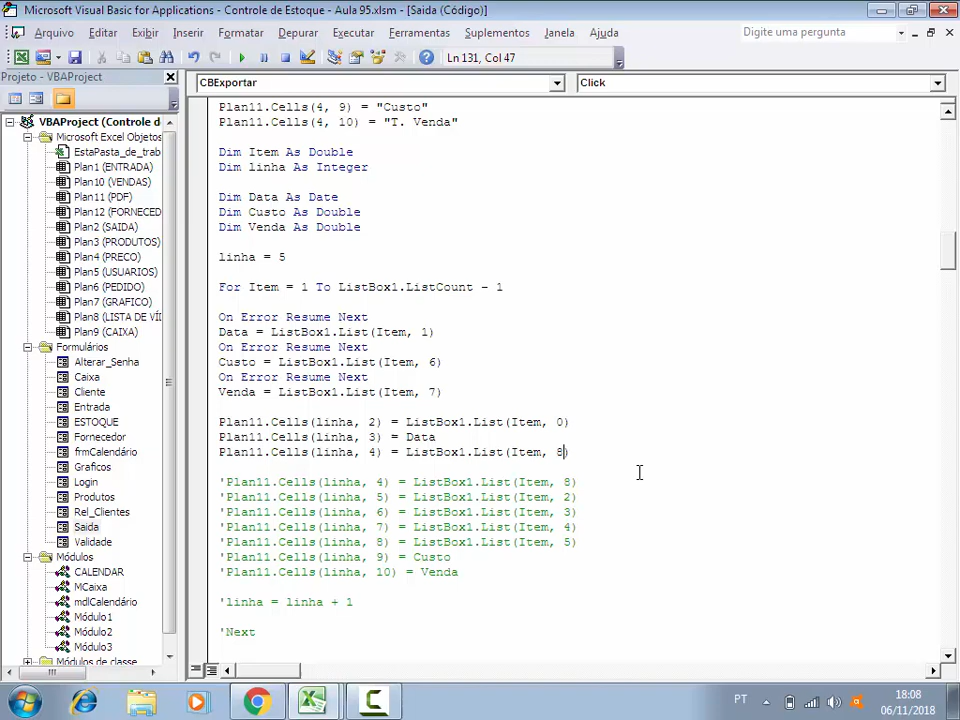 Microsoft Visual Basic for Applications - Controle de Estoque - Aula 95.xlsm - [Saida (Código)]
Arquivo Editar Exibir Inserir Formatar Depurar Executar Ferramentas Suplementos Janela Ajuda Digite uma pergunta
Ln 131, Col 47
Projeto - VBAProject
CBExportar Click
VBAProject (Controle d
Microsoft Excel Objetos
EstaPasta_de_trab
Plan1 (ENTRADA)
Plan10 (VENDAS)
Plan11 (PDF)
Plan12 (FORNECED
Plan2 (SAIDA)
Plan3 (PRODUTOS)
Plan4 (PRECO)
Plan5 (USUARIOS)
Plan6 (PEDIDO)
Plan7 (GRAFICO)
Plan8 (LISTA DE VÍ
Plan9 (CAIXA)
Formulários
Alterar_Senha
Caixa
Cliente
Entrada
ESTOQUE
Fornecedor
frmCalendário
Graficos
Login
Produtos
Rel_Clientes
Saida
Validade
Módulos
CALENDAR
MCaixa
mdlCalendário
Módulo1
Módulo2
Módulo3
Módulos de classe
Plan11.Cells(4, 9) = "Custo"
Plan11.Cells(4, 10) = "T. Venda"
Dim Item As Double
Dim linha As Integer
Dim Data As Date
Dim Custo As Double
Dim Venda As Double
linha = 5
For Item = 1 To ListBox1.ListCount - 1
On Error Resume Next
Data = ListBox1.List(Item, 1)
On Error Resume Next
Custo = ListBox1.List(Item, 6)
On Error Resume Next
Venda = ListBox1.List(Item, 7)
Plan11.Cells(linha, 2) = ListBox1.List(Item, 0)
Plan11.Cells(linha, 3) = Data
Plan11.Cells(linha, 4) = ListBox1.List(Item, 8)
'Plan11.Cells(linha, 4) = ListBox1.List(Item, 8)
'Plan11.Cells(linha, 5) = ListBox1.List(Item, 2)
'Plan11.Cells(linha, 6) = ListBox1.List(Item, 3)
'Plan11.Cells(linha, 7) = ListBox1.List(Item, 4)
'Plan11.Cells(linha, 8) = ListBox1.List(Item, 5)
'Plan11.Cells(linha, 9) = Custo
'Plan11.Cells(linha, 10) = Venda
'linha = linha + 1
'Next
PT
18:08
06/11/2018